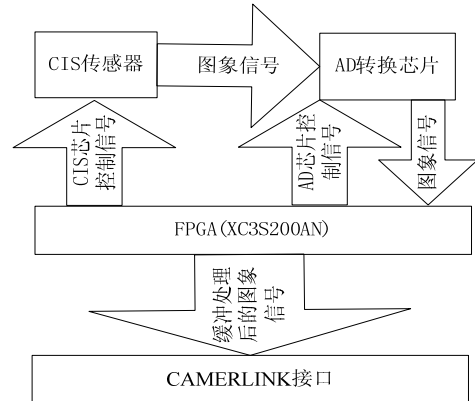 CIS传感器
图象信号
AD转换芯片
CIS芯片
控制信号
AD芯片控
制信号
图象信号
FPGA(XC3S200AN)
缓冲处理
后的图象
信号
CAMERLINK接口